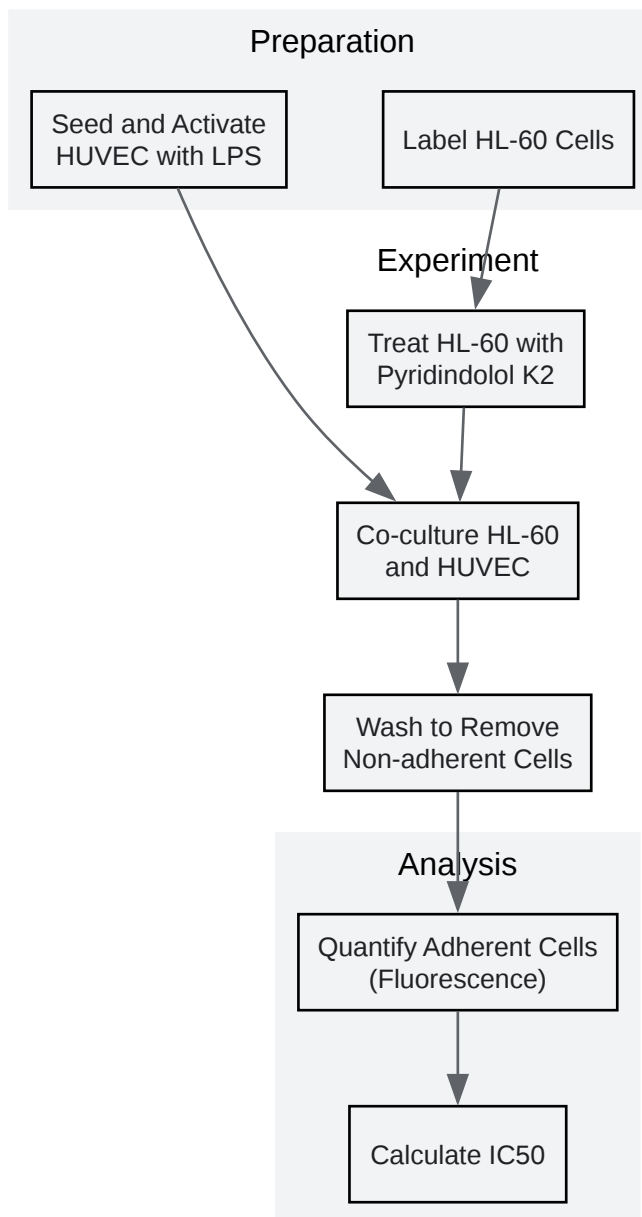 Preparation
Seed and Activate
HUVEC with LPS
Label HL-60 Cells
Experiment
Treat HL-60 with
Pyridindolol K2
Co-culture HL-60
and HUVEC
Wash to Remove
Non-adherent Cells
Analysis
Quantify Adherent Cells
(Fluorescence)
Calculate IC50